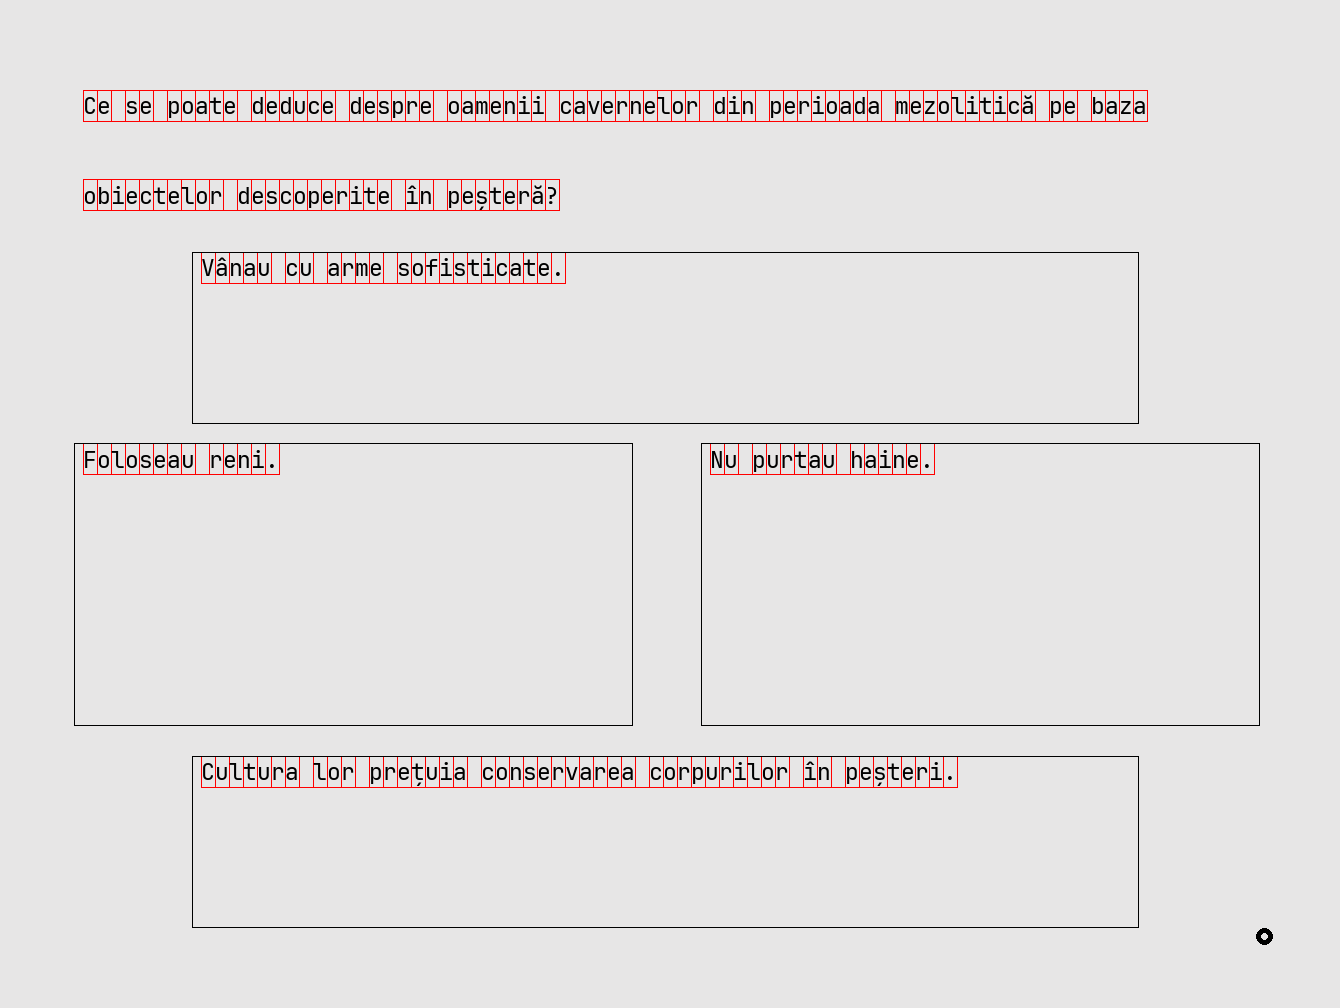 Ce se poate deduce despre oamenii cavernelor din perioada mezolitică pe baza
obiectelor descoperite în peșteră?
Vânau cu arme sofisticate.
Foloseau reni.
Nu purtau haine.
Cultura lor prețuia conservarea corpurilor în peșteri.